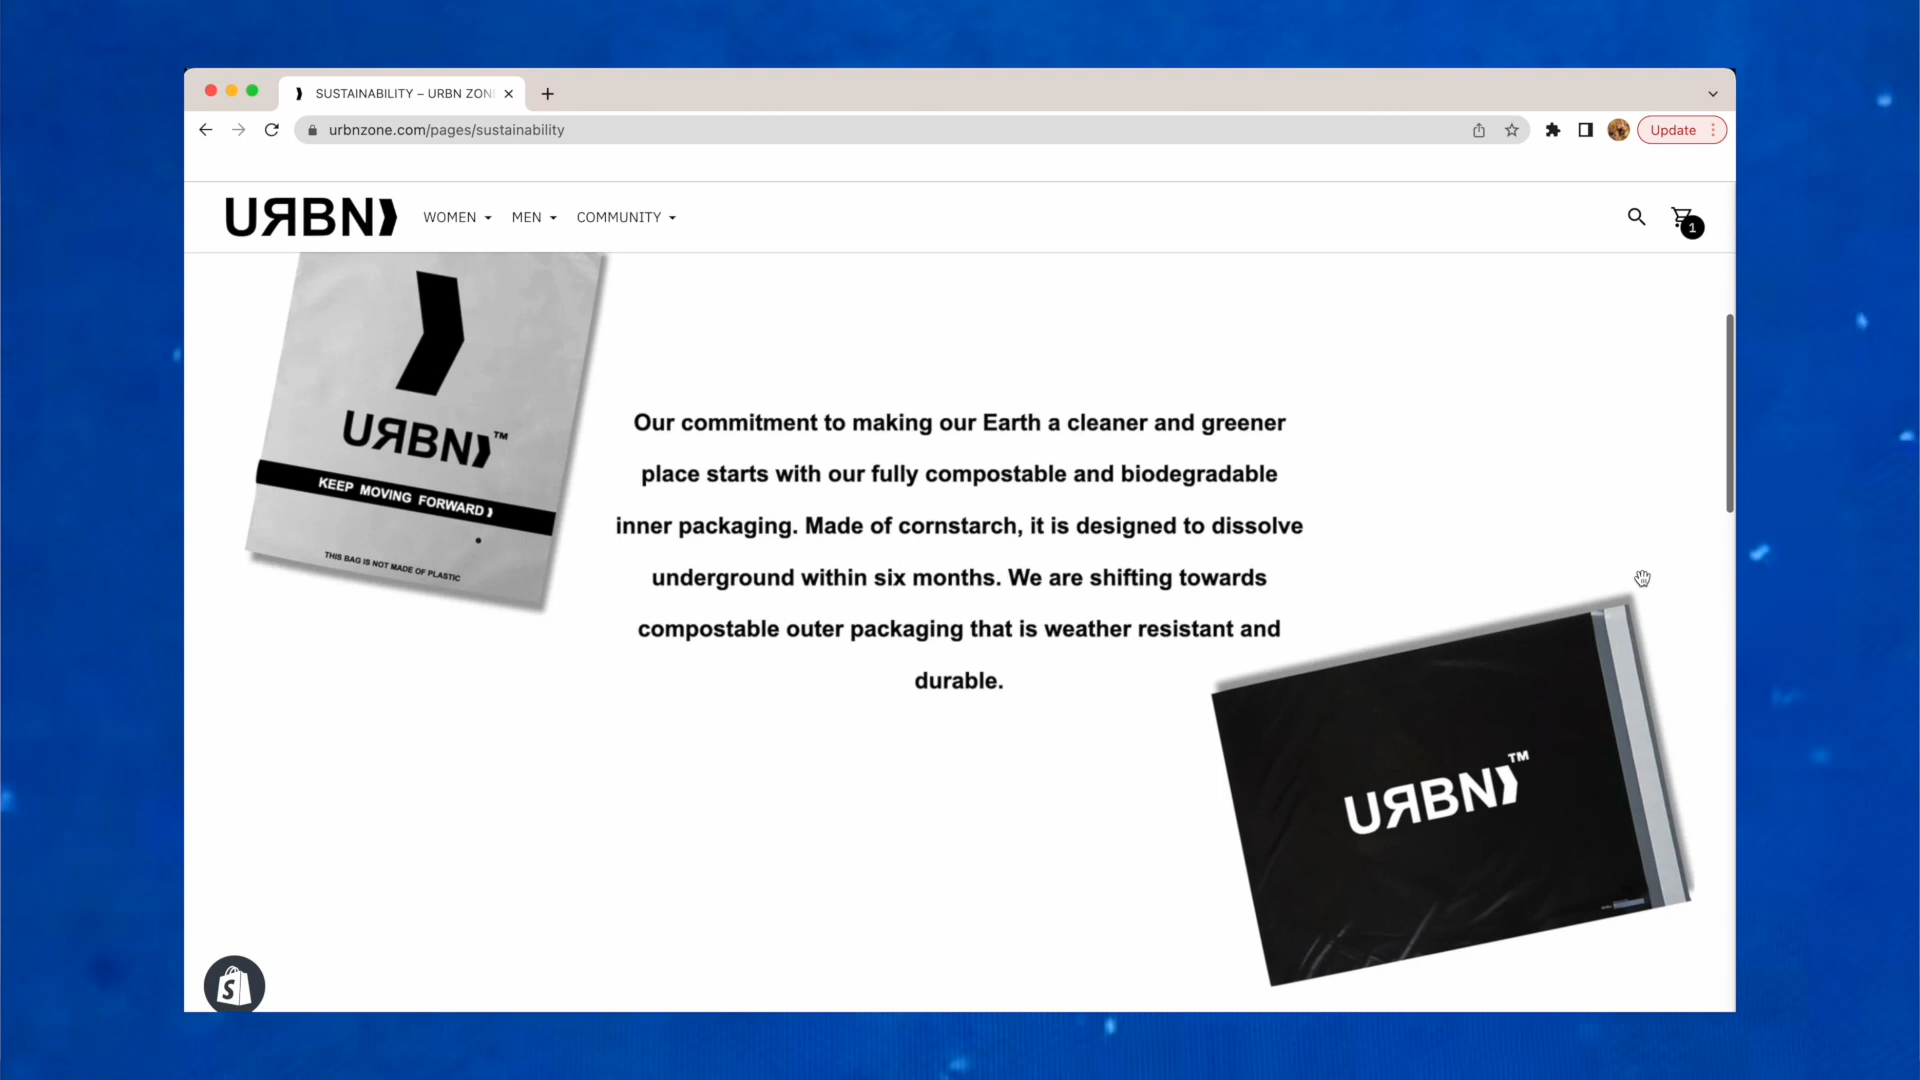 SUSTAINABILITY – URBN ZON
urbnzone.com/pages/sustainability
Update
UЯBN
WOMEN
MEN
COMMUNITY
1
UЯBN™
KEEP MOVING FORWARD
THIS BAG IS NOT MADE OF PLASTIC
Our commitment to making our Earth a cleaner and greener
place starts with our fully compostable and biodegradable
inner packaging. Made of cornstarch, it is designed to dissolve
underground within six months. We are shifting towards
compostable outer packaging that is weather resistant and
durable.
UЯBN™
S